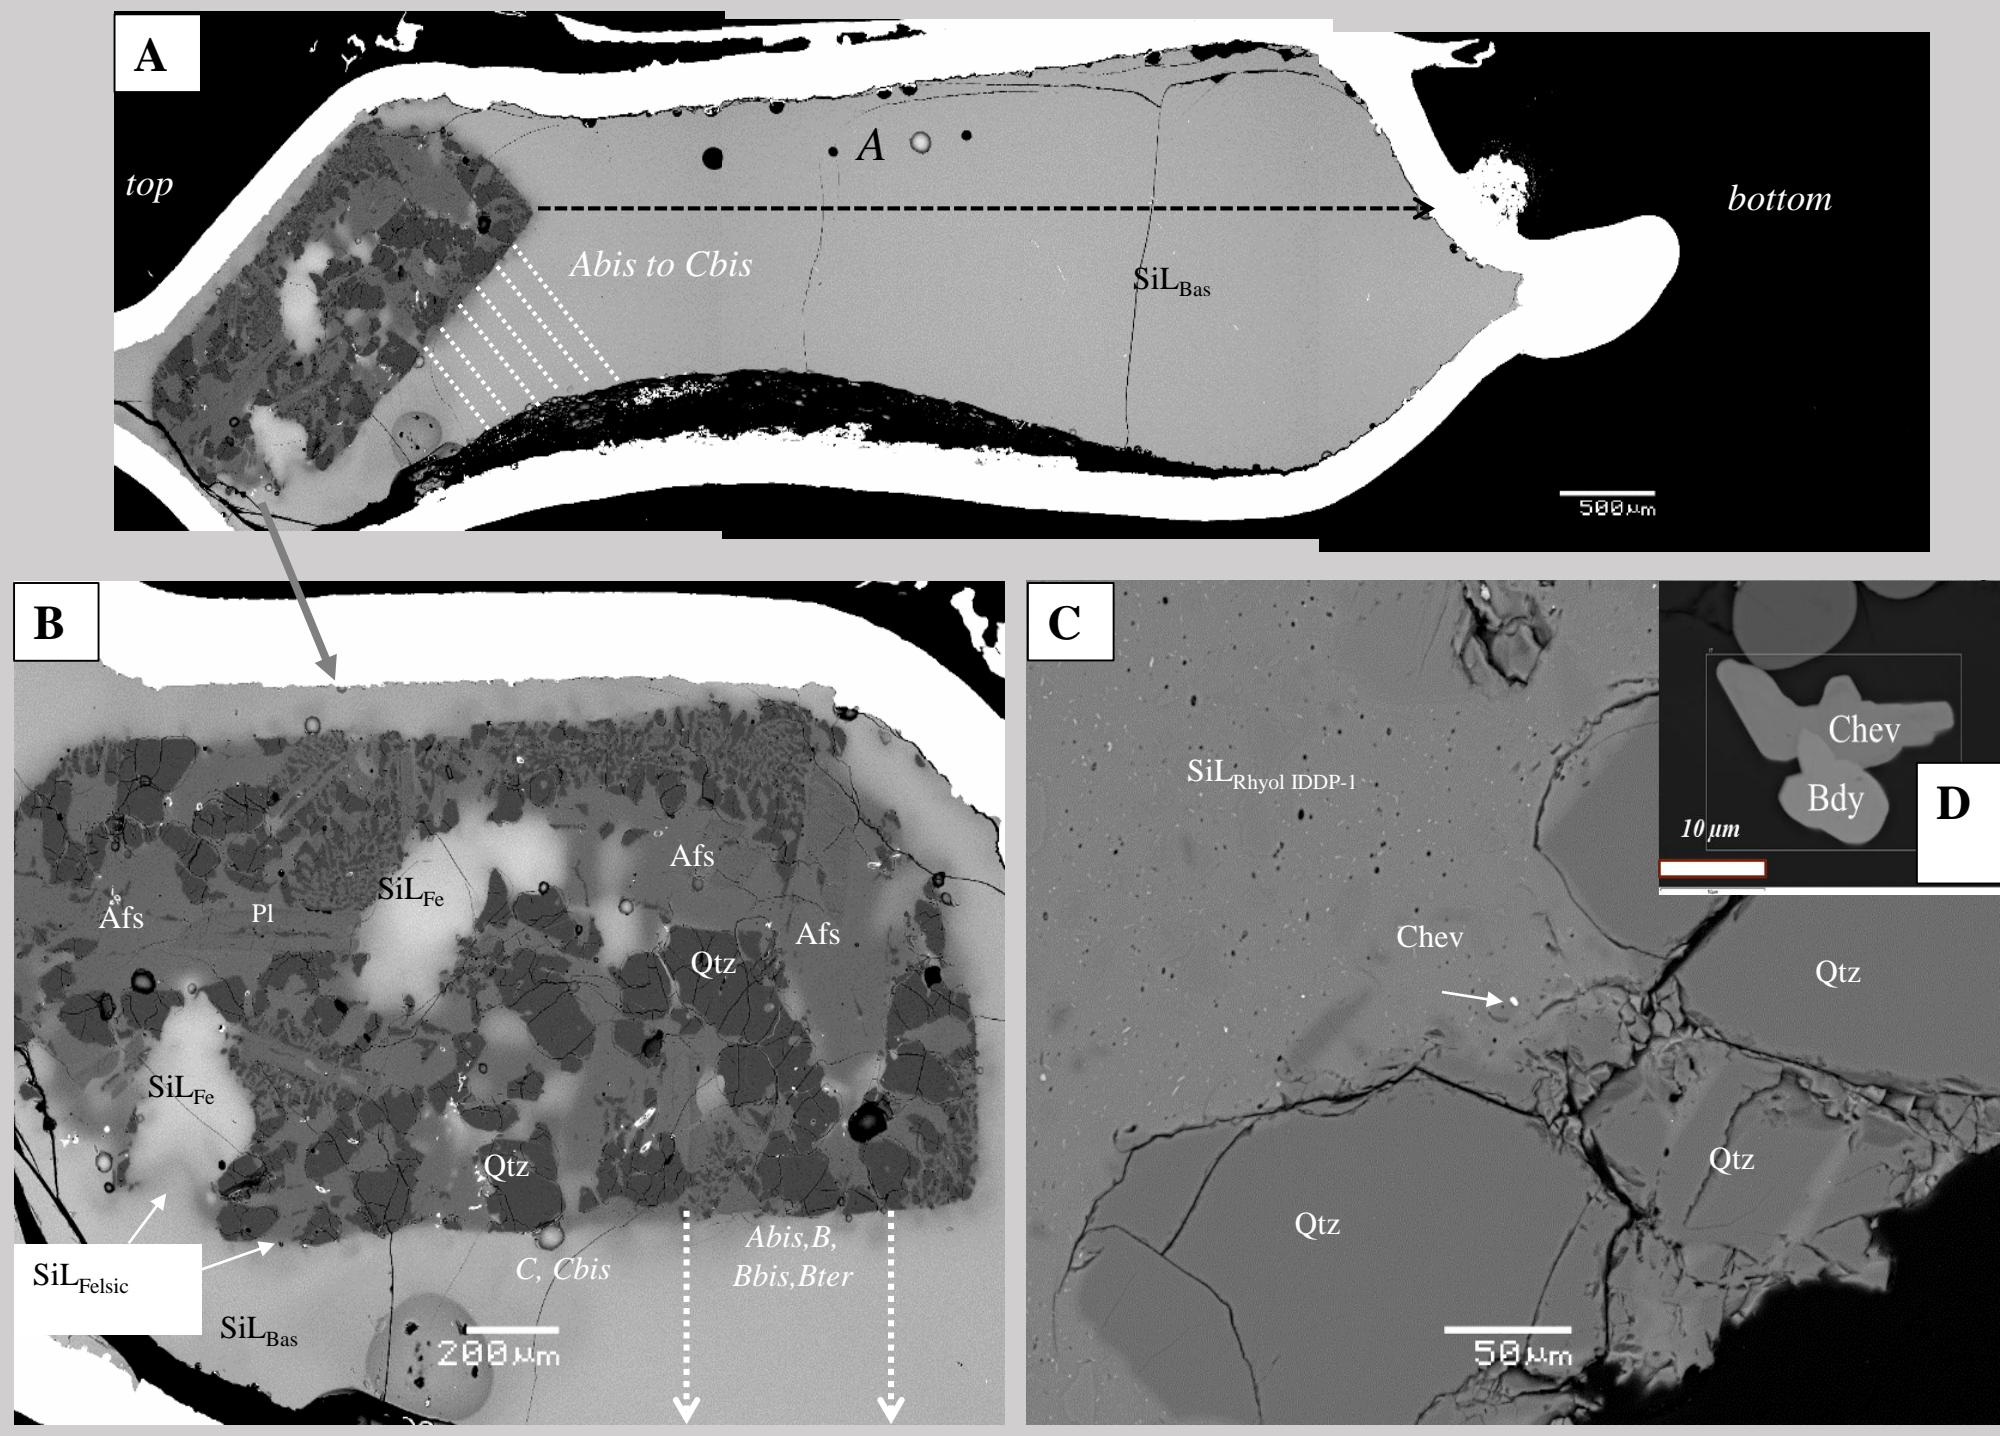 A
top
A
bottom
Abis to Cbis
SiLBas
500µm
B
Afs
SiLFe
Afs
Pl
Afs
Qtz
SiLFe
Qtz
SiLFelsic
C, Cbis
Abis,B,
Bbis,Bter
SiLBas
200µm
C
SiLRhyol IDDP-1
Chev
Qtz
Qtz
Qtz
50µm
Chev
Bdy
10 µm
D